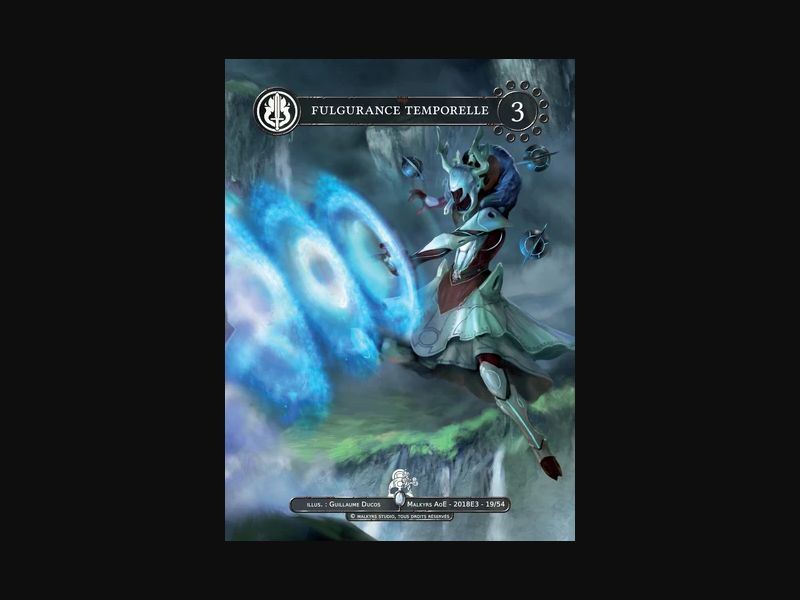 FULGURANCE TEMPORELLE 3
illus. : Guillaume Ducos Malkyrs AoE - 2018E3 - 19/54
© malkyrs studio, tous droits réservés